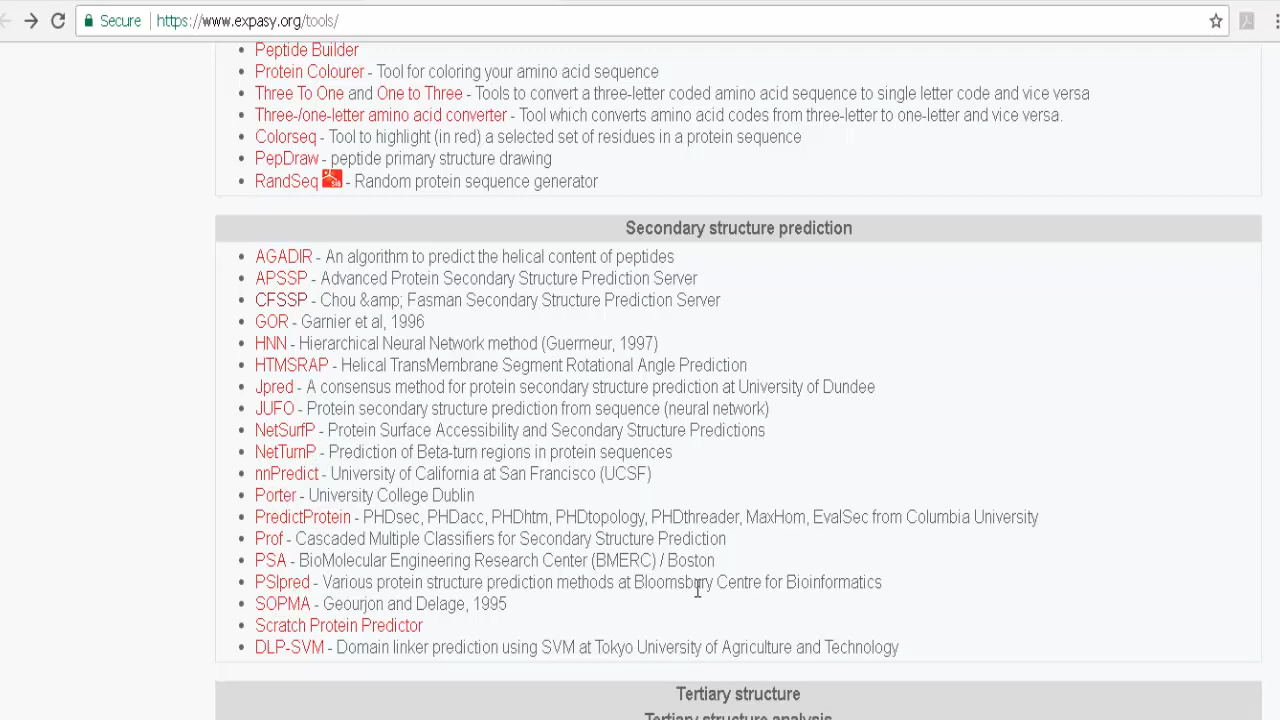 Secure https://www.expasy.org/tools/
Peptide Builder
Protein Colourer - Tool for coloring your amino acid sequence
Three To One and One to Three - Tools to convert a three-letter coded amino acid sequence to single letter code and vice versa
Three-/one-letter amino acid converter - Tool which converts amino acid codes from three-letter to one-letter and vice versa.
Colorseq - Tool to highlight (in red) a selected set of residues in a protein sequence
PepDraw - peptide primary structure drawing
RandSeq SIB - Random protein sequence generator
Secondary structure prediction
AGADIR - An algorithm to predict the helical content of peptides
APSSP - Advanced Protein Secondary Structure Prediction Server
CFSSP - Chou &amp; Fasman Secondary Structure Prediction Server
GOR - Garnier et al, 1996
HNN - Hierarchical Neural Network method (Guermeur, 1997)
HTMSRAP - Helical TransMembrane Segment Rotational Angle Prediction
Jpred - A consensus method for protein secondary structure prediction at University of Dundee
JUFO - Protein secondary structure prediction from sequence (neural network)
NetSurfP - Protein Surface Accessibility and Secondary Structure Predictions
NetTurnP - Prediction of Beta-turn regions in protein sequences
nnPredict - University of California at San Francisco (UCSF)
Porter - University College Dublin
PredictProtein - PHDsec, PHDacc, PHDhtm, PHDtopology, PHDthreader, MaxHom, EvalSec from Columbia University
Prof - Cascaded Multiple Classifiers for Secondary Structure Prediction
PSA - BioMolecular Engineering Research Center (BMERC) / Boston
PSIpred - Various protein structure prediction methods at Bloomsbury Centre for Bioinformatics
SOPMA - Geourjon and Delage, 1995
Scratch Protein Predictor
DLP-SVM - Domain linker prediction using SVM at Tokyo University of Agriculture and Technology
Tertiary structure
Tertiary structure analysis